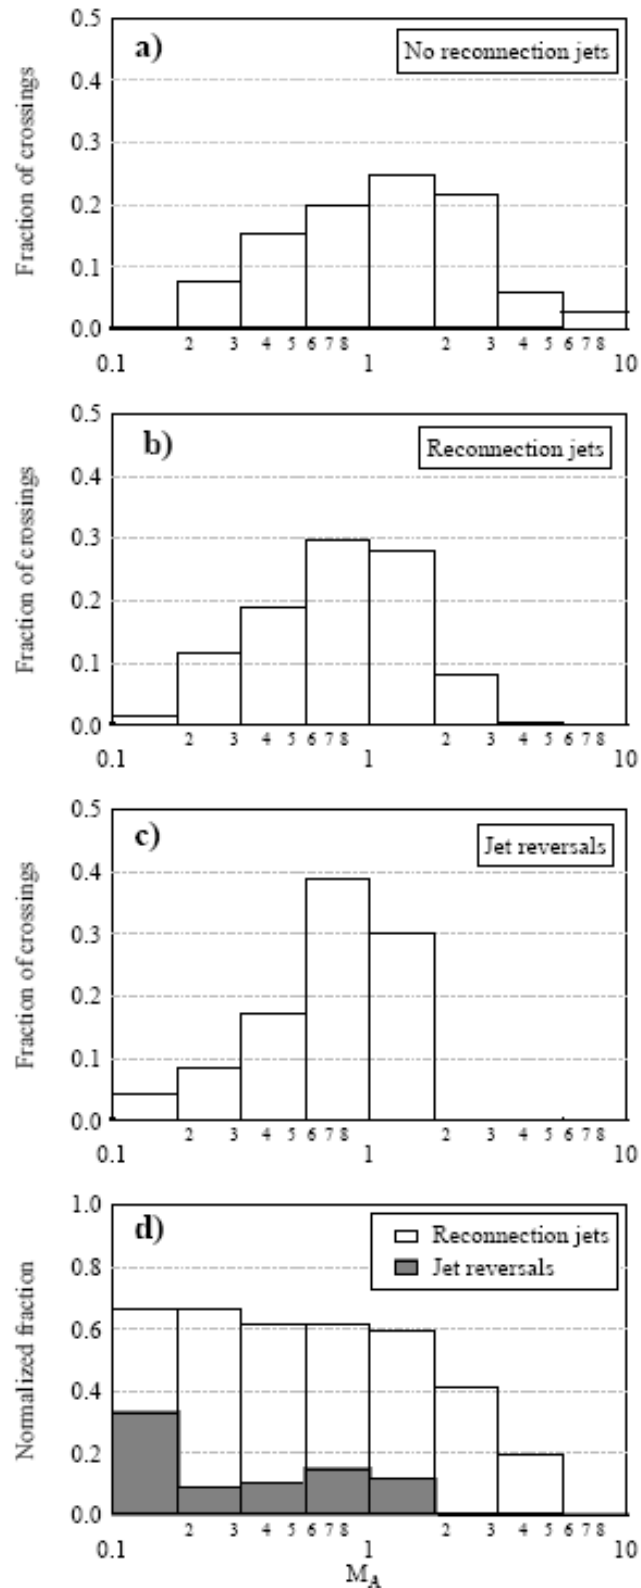 a)
No reconnection jets
Fraction of crossings
0.5
0.4
0.3
0.2
0.1
0.0
2 3 4 5 6 7 8 2 3 4 5 6 7 8
0.1 1 10
b)
Reconnection jets
Fraction of crossings
0.5
0.4
0.3
0.2
0.1
0.0
2 3 4 5 6 7 8 2 3 4 5 6 7 8
0.1 1 10
c)
Jet reversals
Fraction of crossings
0.5
0.4
0.3
0.2
0.1
0.0
2 3 4 5 6 7 8 2 3 4 5 6 7 8
0.1 1 10
d)
Reconnection jets
Jet reversals
Normalized fraction
1.0
0.8
0.6
0.4
0.2
0.0
2 3 4 5 6 7 8 2 3 4 5 6 7 8
0.1 1 10
M_A